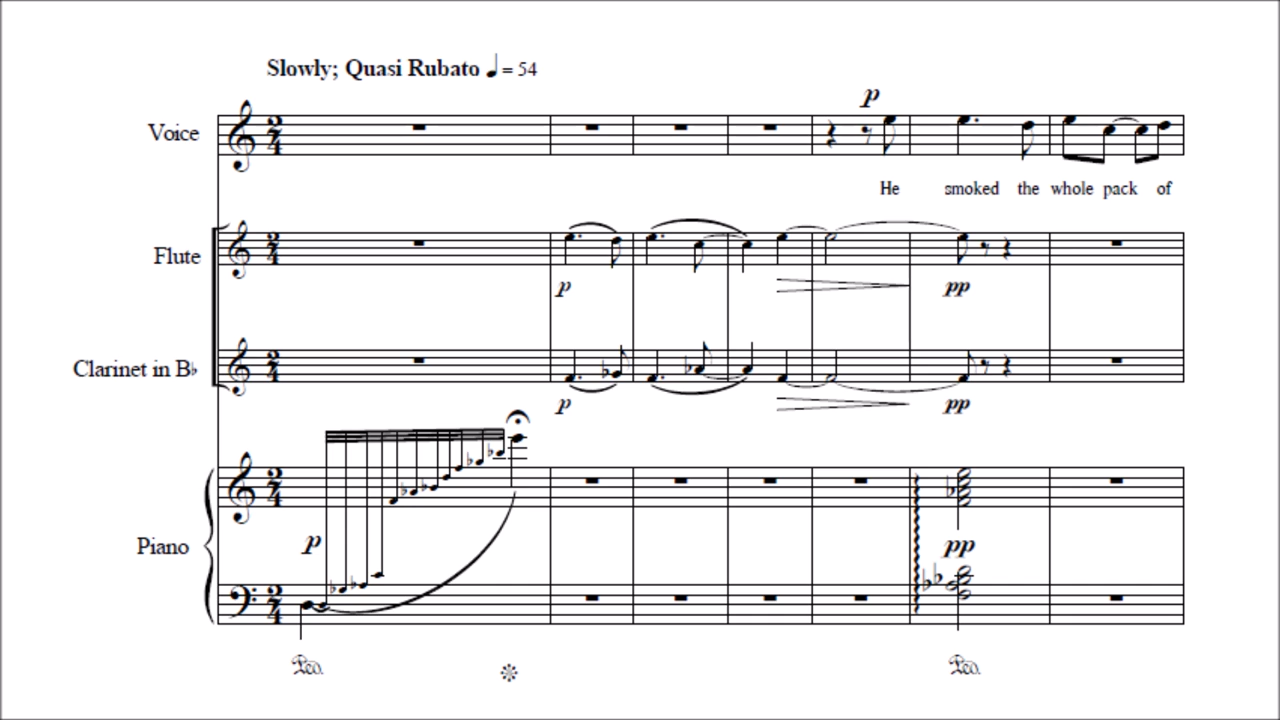 Slowly; Quasi Rubato ♩= 54
p
Voice
He smoked the whole pack of
Flute
p pp
Clarinet in B♭
p pp
Piano
p pp
Ped. Ped.